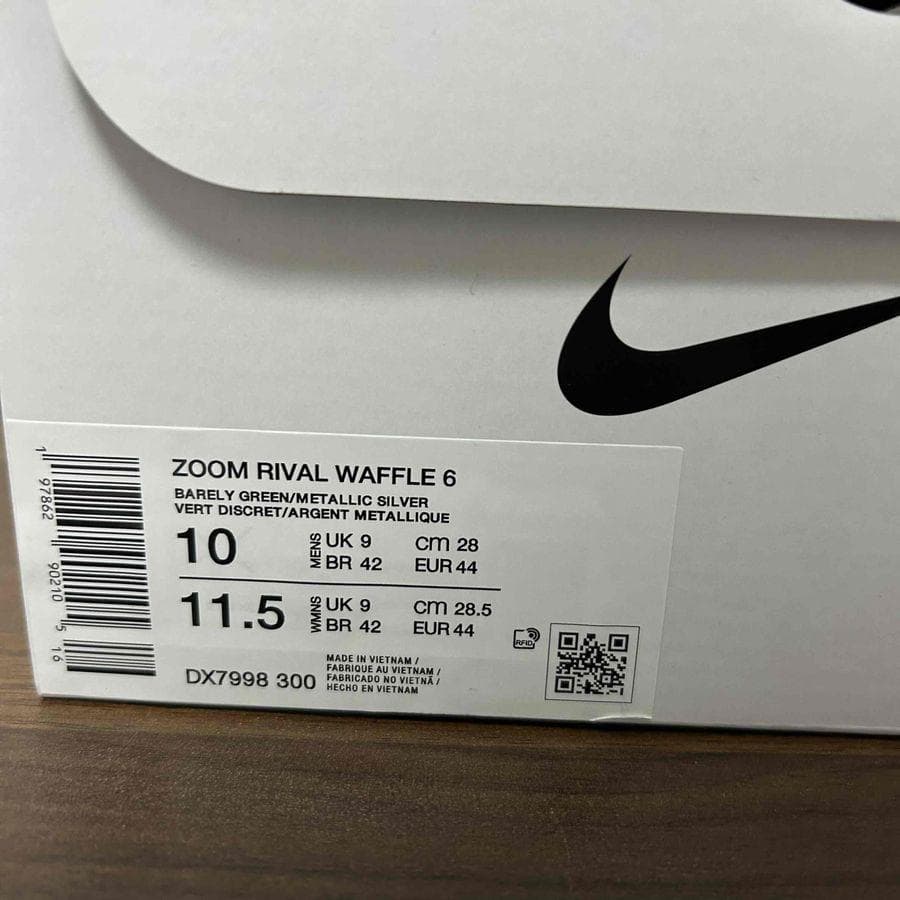 ZOOM RIVAL WAFFLE 6
BARELY GREEN/METALLIC SILVER
VERT DISCRET/ARGENT METALLIQUE
10 MENS UK 9 cm 28
BR 42 EUR 44
11.5 WMNS UK 9 cm 28.5
BR 42 EUR 44
RFID
DX7998 300
MADE IN VIETNAM /
FABRIQUE AU VIETNAM /
FABRICADO NO VIETNÃ /
HECHO EN VIETNAM
1 97862 90210 5 16